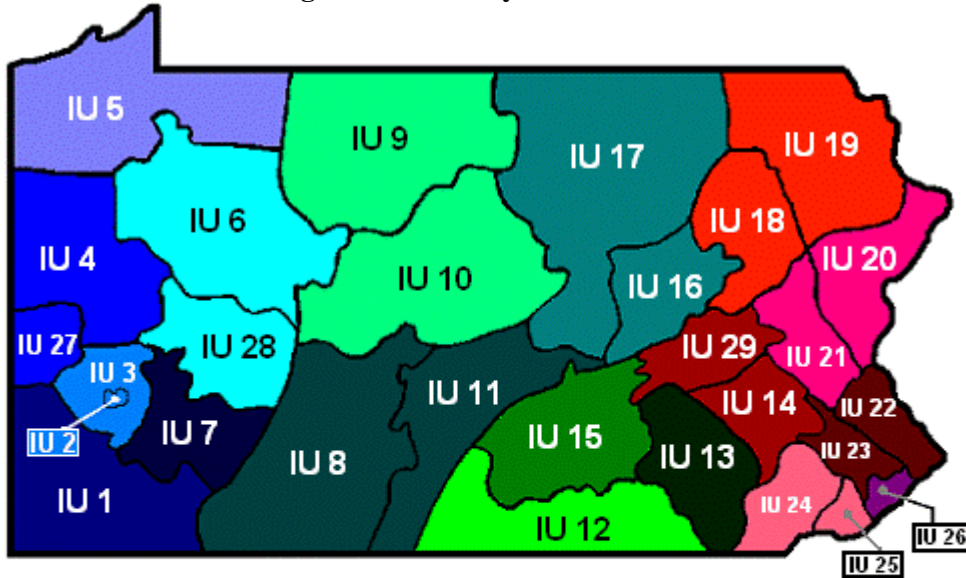 IU 5
IU 9
IU 17
IU 19
IU 6
IU 18
IU 4
IU 20
IU 10
IU 16
IU 27
IU 28
IU 29
IU 21
IU 3
IU 11
IU 14
IU 22
IU 2
IU 7
IU 15
IU 13
IU 23
IU 8
IU 1
IU 24
IU 12
IU 26
IU 25